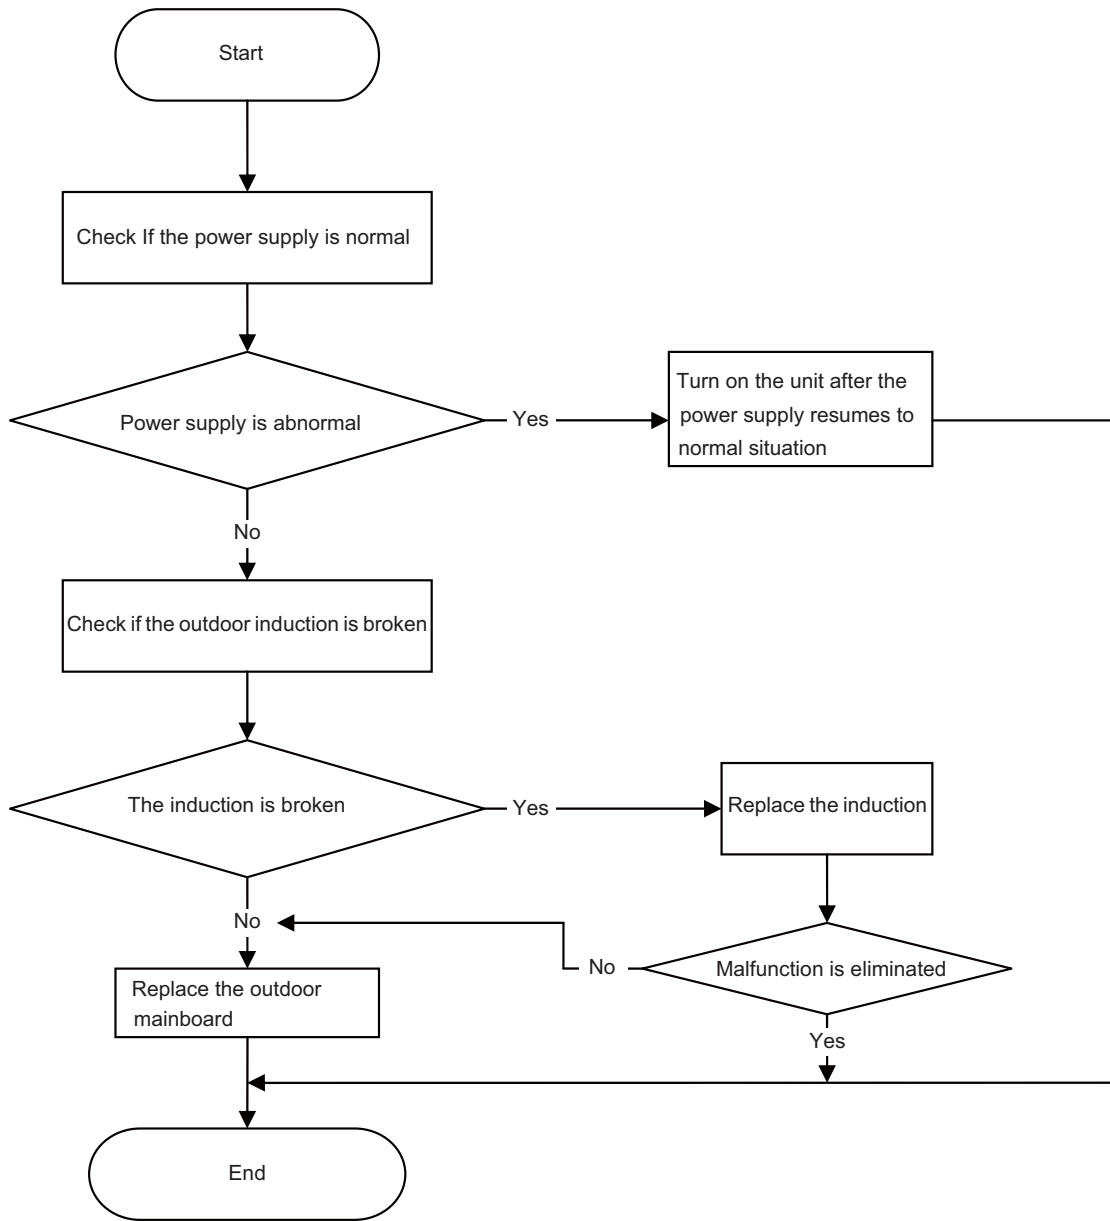 Start
Check If the power supply is normal
Power supply is abnormal
Yes
Turn on the unit after the
power supply resumes to
normal situation
No
Check if the outdoor induction is broken
The induction is broken
Yes
Replace the induction
No
No
Malfunction is eliminated
Replace the outdoor
mainboard
Yes
End